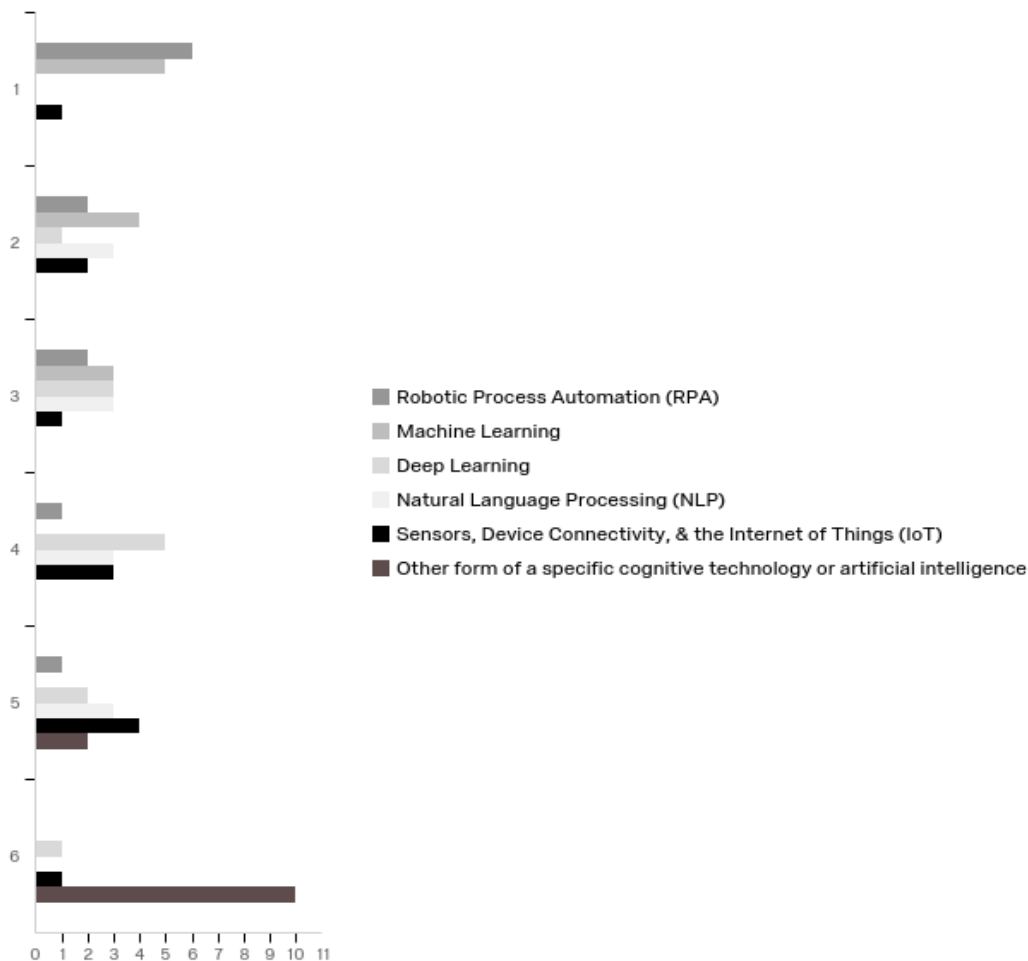 1
2
3
4
5
6
Robotic Process Automation (RPA)
Machine Learning
Deep Learning
Natural Language Processing (NLP)
Sensors, Device Connectivity, & the Internet of Things (IoT)
Other form of a specific cognitive technology or artificial intelligence
0 1 2 3 4 5 6 7 8 9 10 11